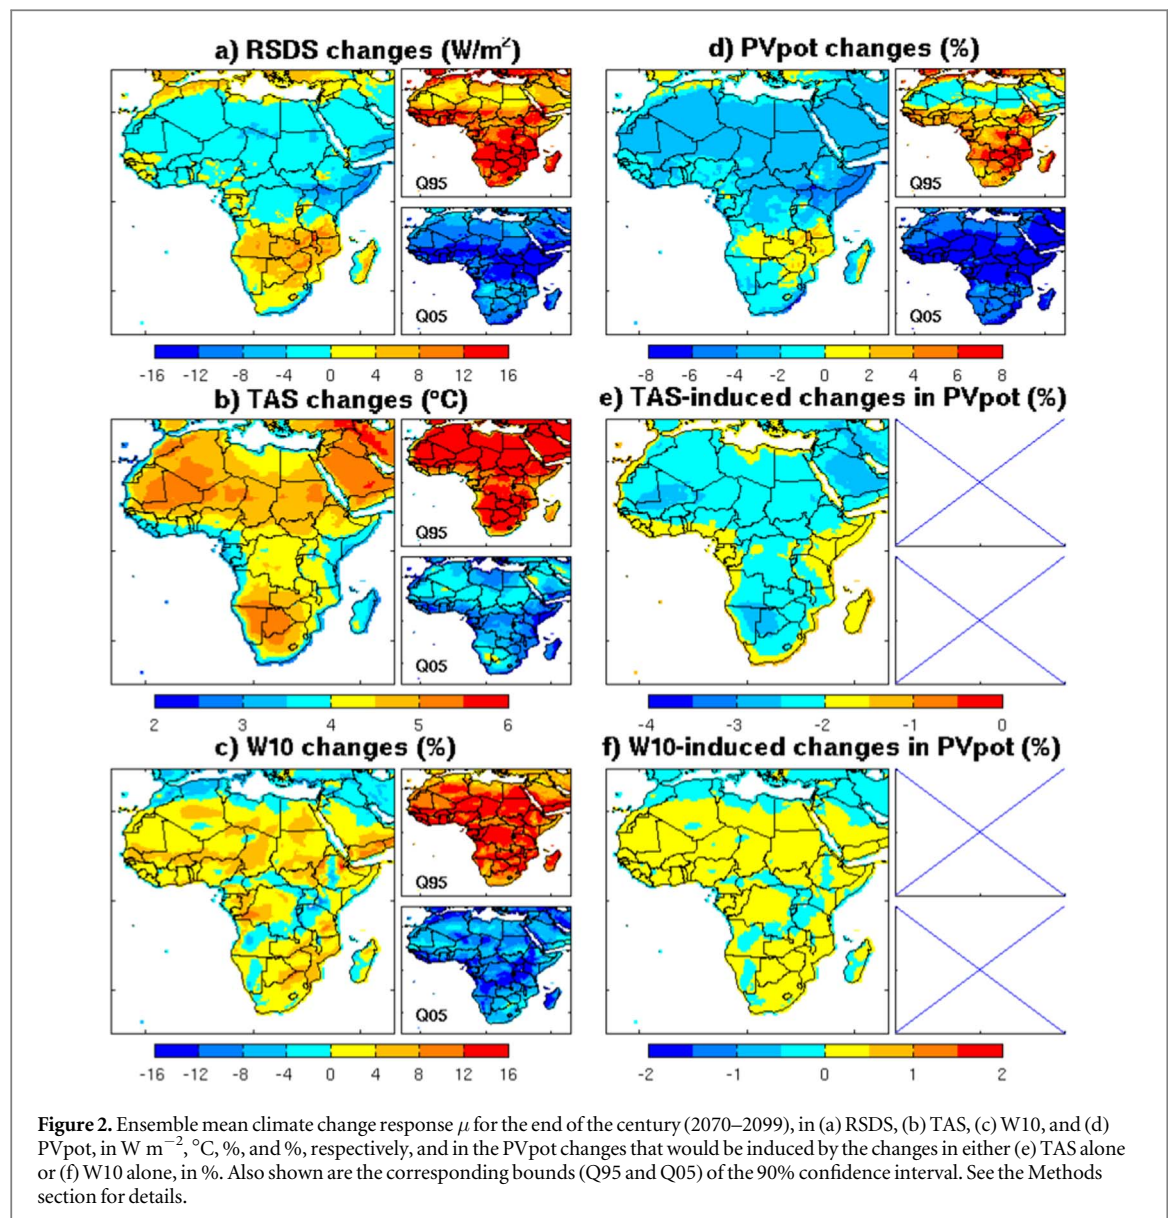 a) RSDS changes (W/m²)
Q95
Q05
-16 -12 -8 -4 0 4 8 12 16
d) PVpot changes (%)
Q95
Q05
-8 -6 -4 -2 0 2 4 6 8
b) TAS changes (°C)
Q95
Q05
2 3 4 5 6
e) TAS-induced changes in PVpot (%)
-4 -3 -2 -1 0
c) W10 changes (%)
Q95
Q05
-16 -12 -8 -4 0 4 8 12 16
f) W10-induced changes in PVpot (%)
-2 -1 0 1 2
Figure 2. Ensemble mean climate change response μ for the end of the century (2070–2099), in (a) RSDS, (b) TAS, (c) W10, and (d)
PVpot, in W m⁻², °C, %, and %, respectively, and in the PVpot changes that would be induced by the changes in either (e) TAS alone
or (f) W10 alone, in %. Also shown are the corresponding bounds (Q95 and Q05) of the 90% confidence interval. See the Methods
section for details.